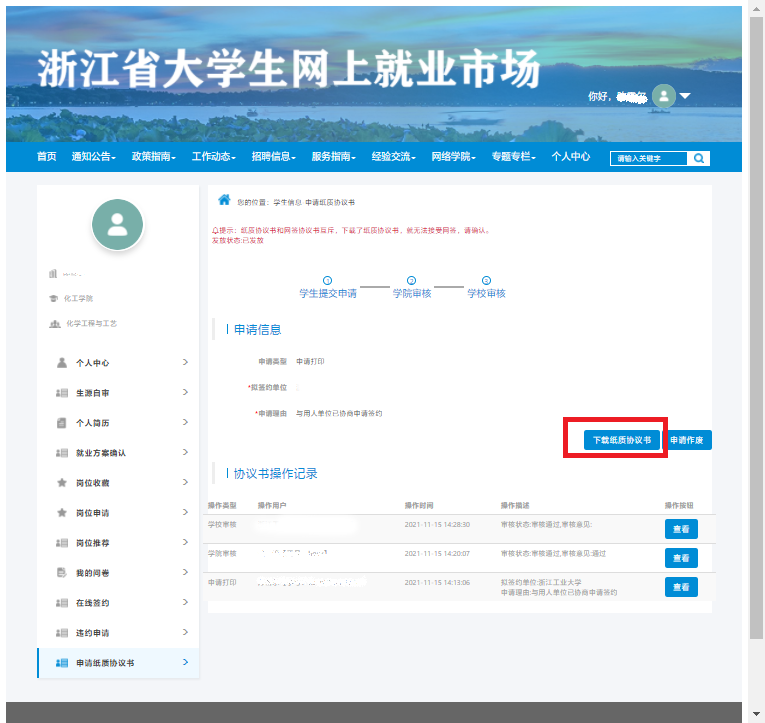 浙江省大学生网上就业市场
你好，
首页 通知公告 政策指南 工作动态 招聘信息 服务指南 经验交流 网络学院 专题专栏 个人中心 请输入关键字
您的位置：学生信息 申请纸质协议书
提示：纸质协议书和网签协议书互斥，下载了纸质协议书，就无法接受网签，请确认。
发放状态:已发放
化工学院
化学工程与工艺
个人中心
生源自审
个人简历
就业方案确认
岗位收藏
岗位申请
岗位推荐
我的问卷
在线签约
违约申请
申请纸质协议书
1 2 3
学生提交申请 学院审核 学校审核
申请信息
申请类型 申请打印
*拟签约单位 :
*申请理由 与用人单位已协商申请签约
下载纸质协议书 申请作废
协议书操作记录
操作类型 操作用户 操作时间 操作描述 操作按钮
学校审核 2021-11-15 14:28:30 审核状态:审核通过,审核意见: 查看
学院审核 2021-11-15 14:20:07 审核状态:审核通过,审核意见:通过 查看
申请打印 2021-11-15 14:13:06 拟签约单位:浙江工业大学 查看
申请理由:与用人单位已协商申请签约